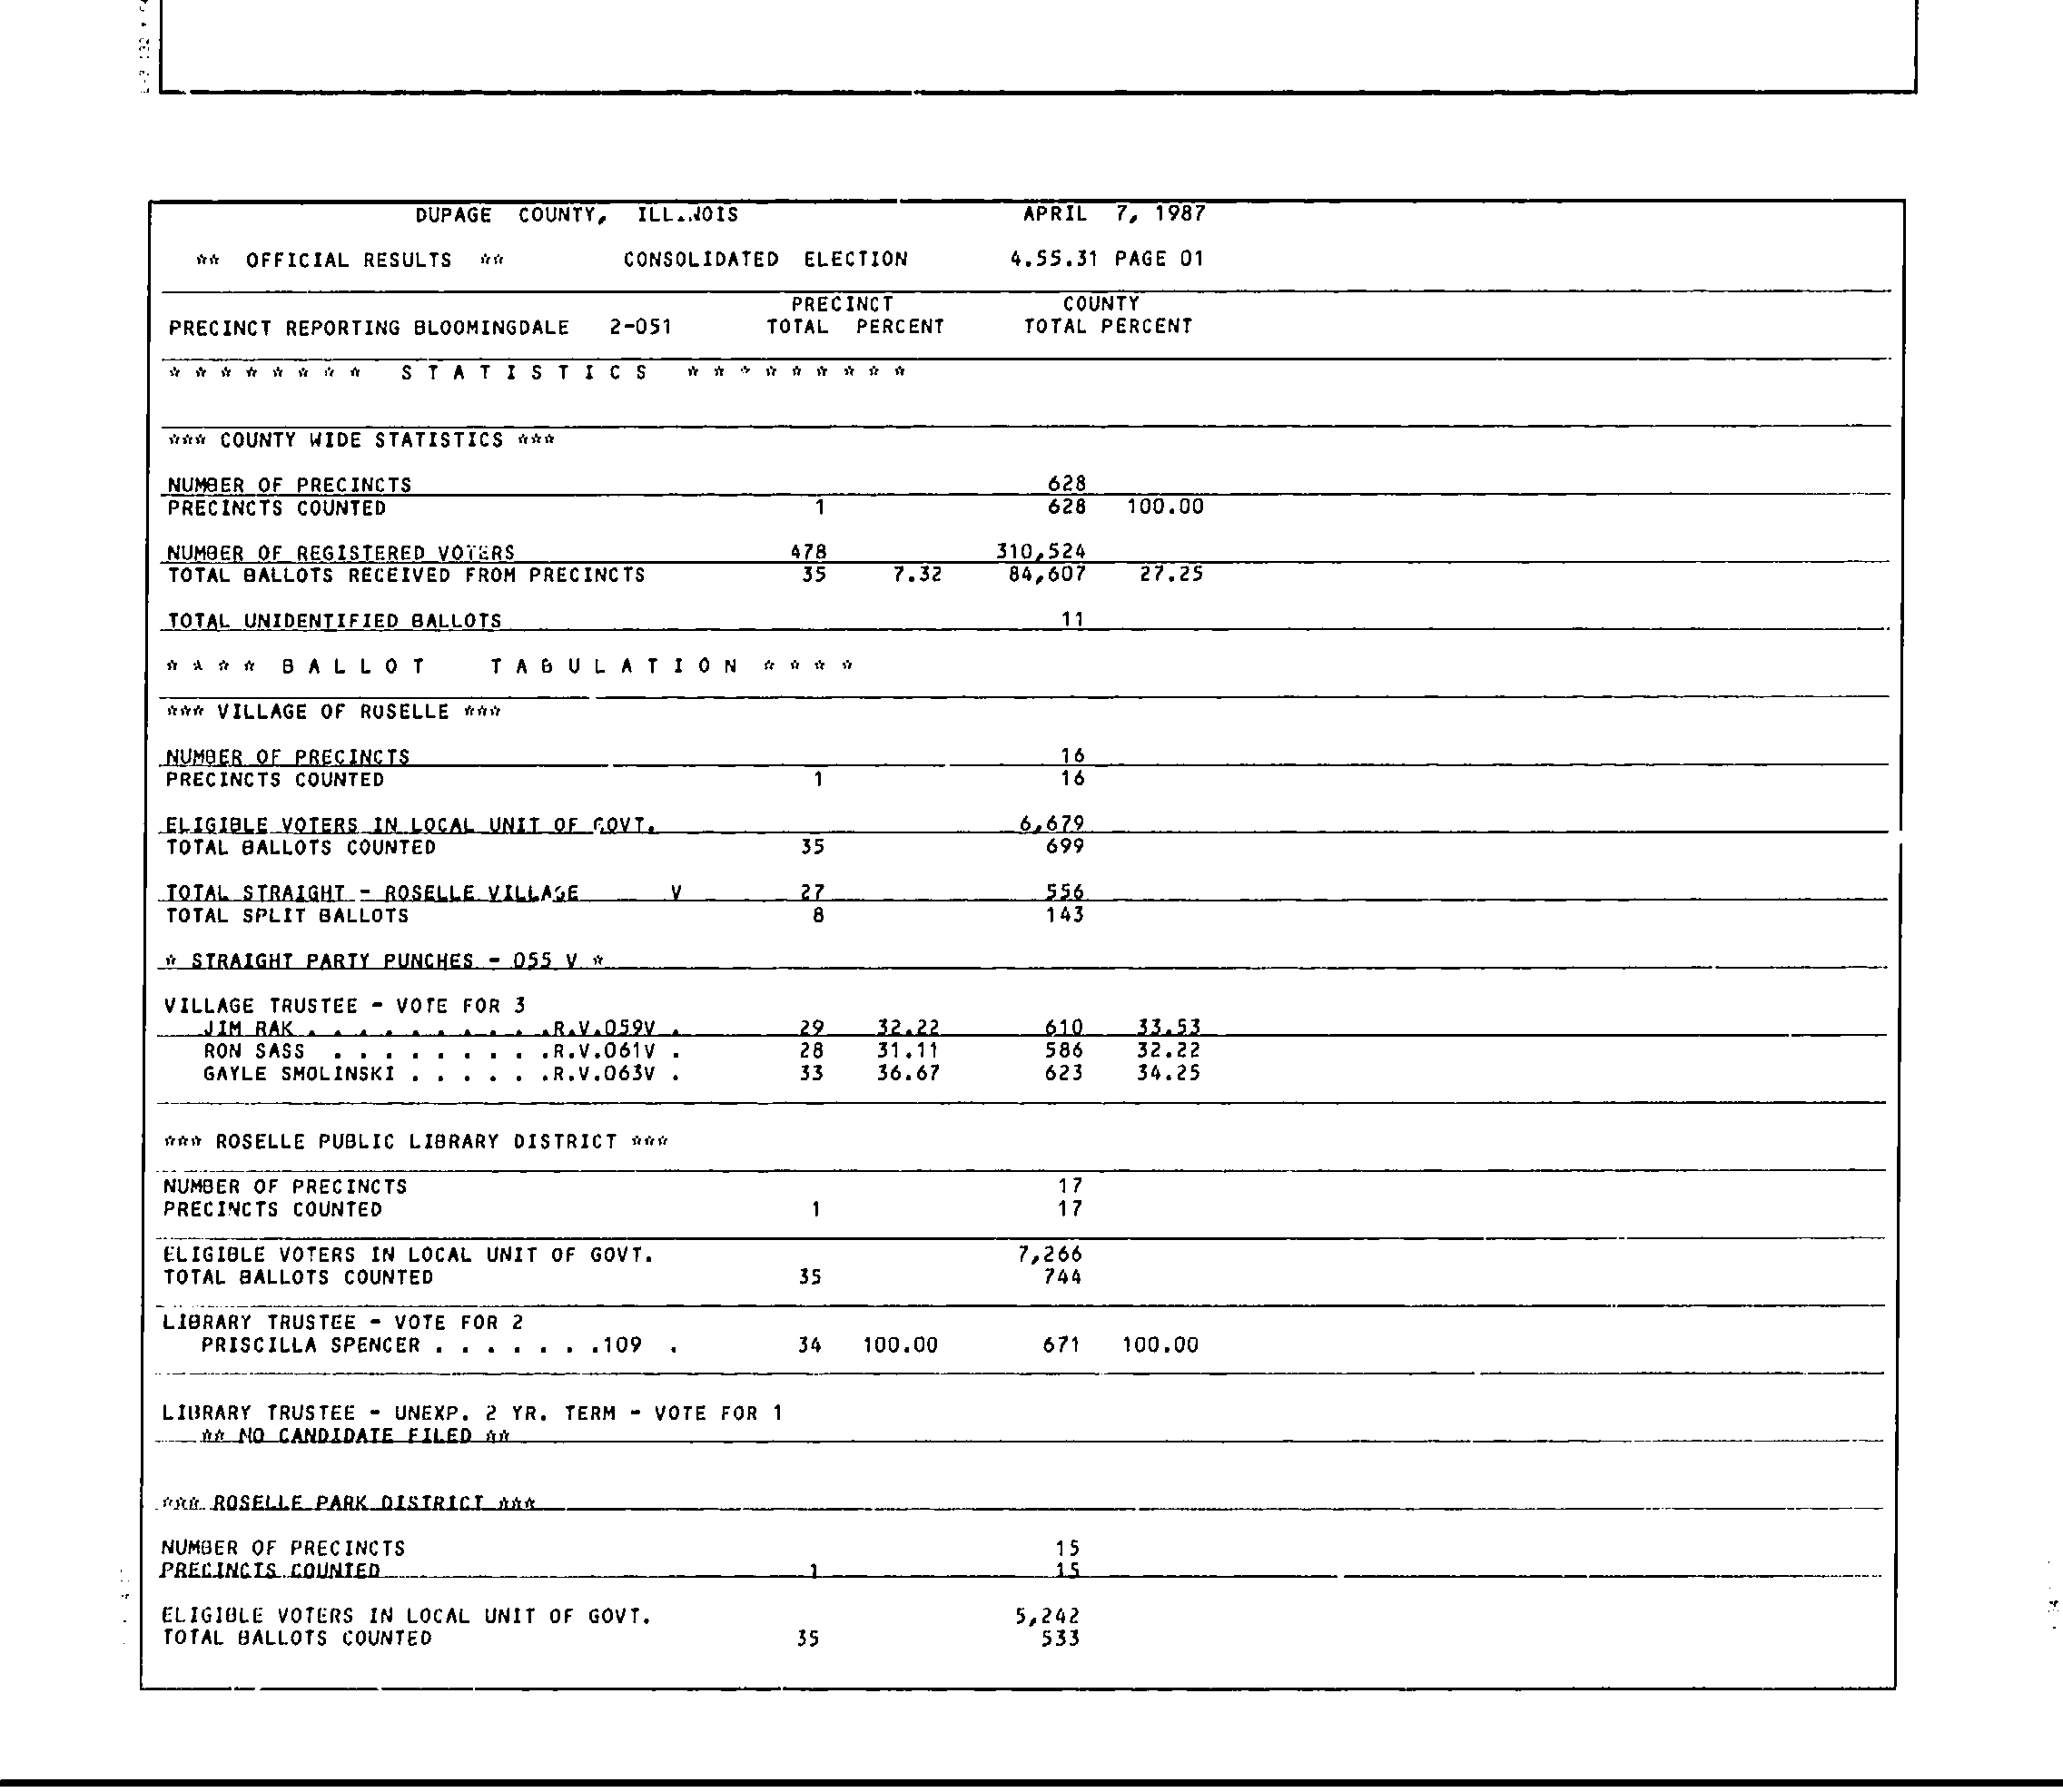 DUPAGE COUNTY, ILLINOIS APRIL 7, 1987
** OFFICIAL RESULTS ** CONSOLIDATED ELECTION 4.55.31 PAGE 01
PRECINCT COUNTY
PRECINCT REPORTING BLOOMINGDALE 2-051 TOTAL PERCENT TOTAL PERCENT
* * * * * * * * S T A T I S T I C S * * * * * * * * *
*** COUNTY WIDE STATISTICS ***
NUMBER OF PRECINCTS 628
PRECINCTS COUNTED 1 628 100.00
NUMBER OF REGISTERED VOTERS 478 310,524
TOTAL BALLOTS RECEIVED FROM PRECINCTS 35 7.32 84,607 27.25
TOTAL UNIDENTIFIED BALLOTS 11
* * * * B A L L O T T A B U L A T I O N * * * *
*** VILLAGE OF ROSELLE ***
NUMBER OF PRECINCTS 16
PRECINCTS COUNTED 1 16
ELIGIBLE VOTERS IN LOCAL UNIT OF GOVT. 6,679
TOTAL BALLOTS COUNTED 35 699
TOTAL STRAIGHT - ROSELLE VILLAGE V 27 556
TOTAL SPLIT BALLOTS 8 143
* STRAIGHT PARTY PUNCHES - 055 V *
VILLAGE TRUSTEE - VOTE FOR 3
JIM RAK . . . . . . . . . .R.V.059V . 29 32.22 610 33.53
RON SASS . . . . . . . . .R.V.061V . 28 31.11 586 32.22
GAYLE SMOLINSKI . . . . . .R.V.063V . 33 36.67 623 34.25
*** ROSELLE PUBLIC LIBRARY DISTRICT ***
NUMBER OF PRECINCTS 17
PRECINCTS COUNTED 1 17
ELIGIBLE VOTERS IN LOCAL UNIT OF GOVT. 7,266
TOTAL BALLOTS COUNTED 35 744
LIBRARY TRUSTEE - VOTE FOR 2
PRISCILLA SPENCER . . . . . . .109 . 34 100.00 671 100.00
LIBRARY TRUSTEE - UNEXP. 2 YR. TERM - VOTE FOR 1
** NO CANDIDATE FILED **
*** ROSELLE PARK DISTRICT ***
NUMBER OF PRECINCTS 15
PRECINCTS COUNTED 1 15
ELIGIBLE VOTERS IN LOCAL UNIT OF GOVT. 5,242
TOTAL BALLOTS COUNTED 35 533